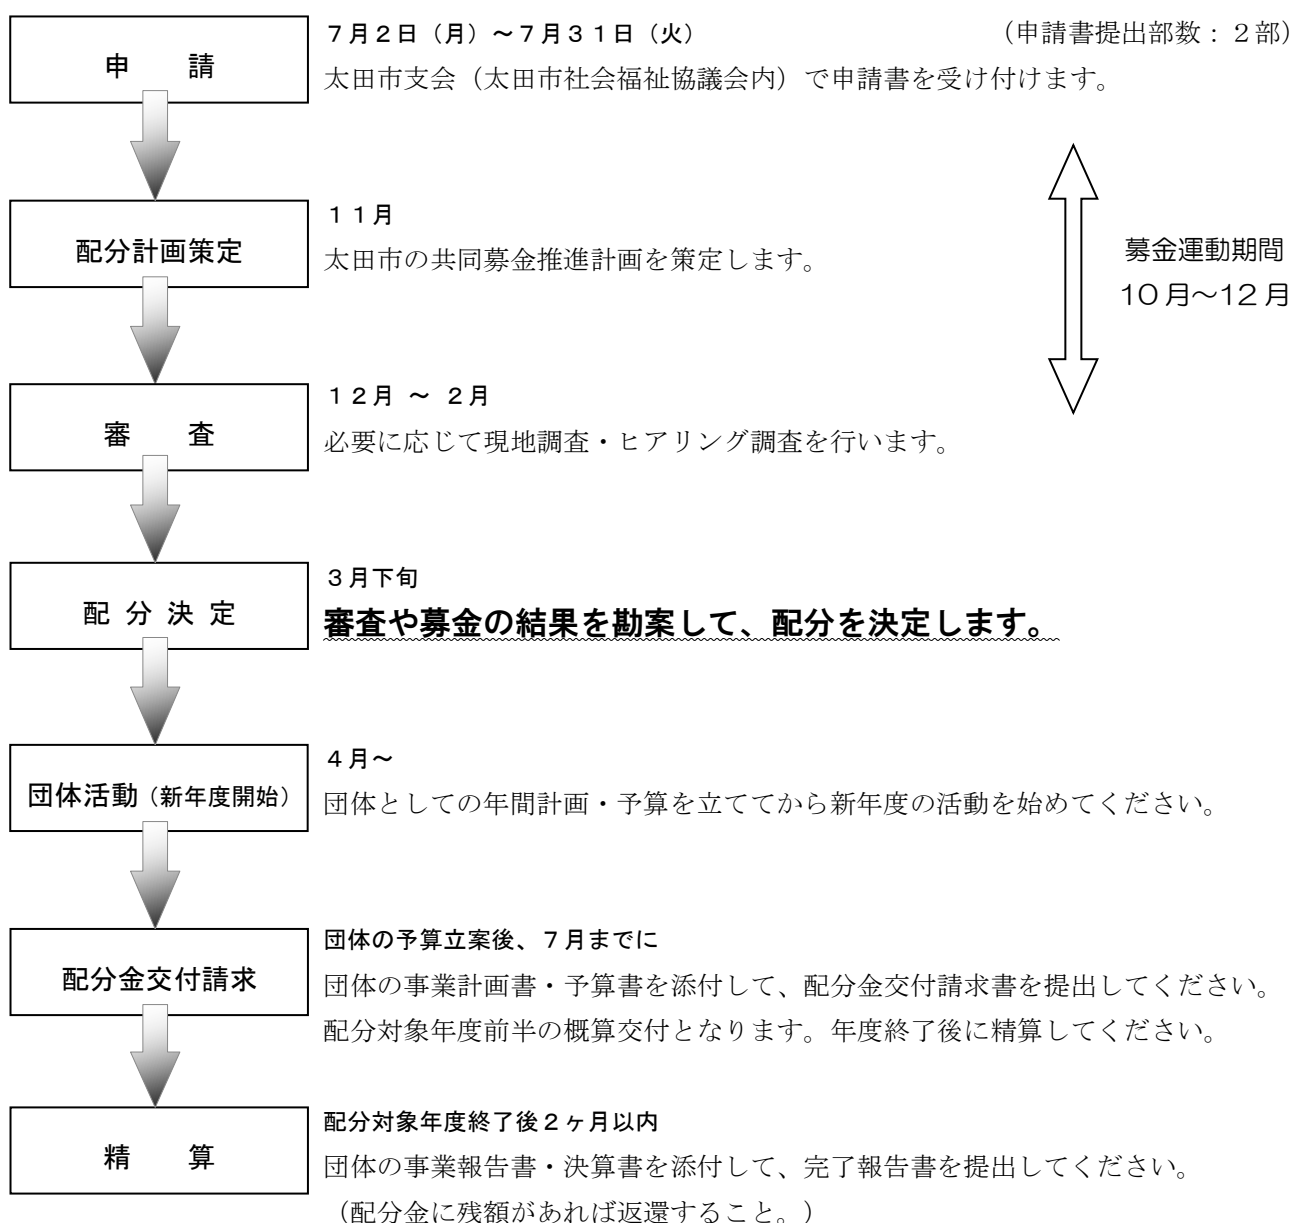 申　　請
７月２日（月）～７月３１日（火）　　（申請書提出部数：２部）
太田市支会（太田市社会福祉協議会内）で申請書を受け付けます。
配分計画策定
１１月
太田市の共同募金推進計画を策定します。
募金運動期間
10月～12月
審　　査
１２月 ～ ２月
必要に応じて現地調査・ヒアリング調査を行います。
配 分 決 定
３月下旬
審査や募金の結果を勘案して、配分を決定します。
団体活動（新年度開始）
４月～
団体としての年間計画・予算を立ててから新年度の活動を始めてください。
配分金交付請求
団体の予算立案後、７月までに
団体の事業計画書・予算書を添付して、配分金交付請求書を提出してください。
配分対象年度前半の概算交付となります。年度終了後に精算してください。
精　　算
配分対象年度終了後２ヶ月以内
団体の事業報告書・決算書を添付して、完了報告書を提出してください。
（配分金に残額があれば返還すること。）